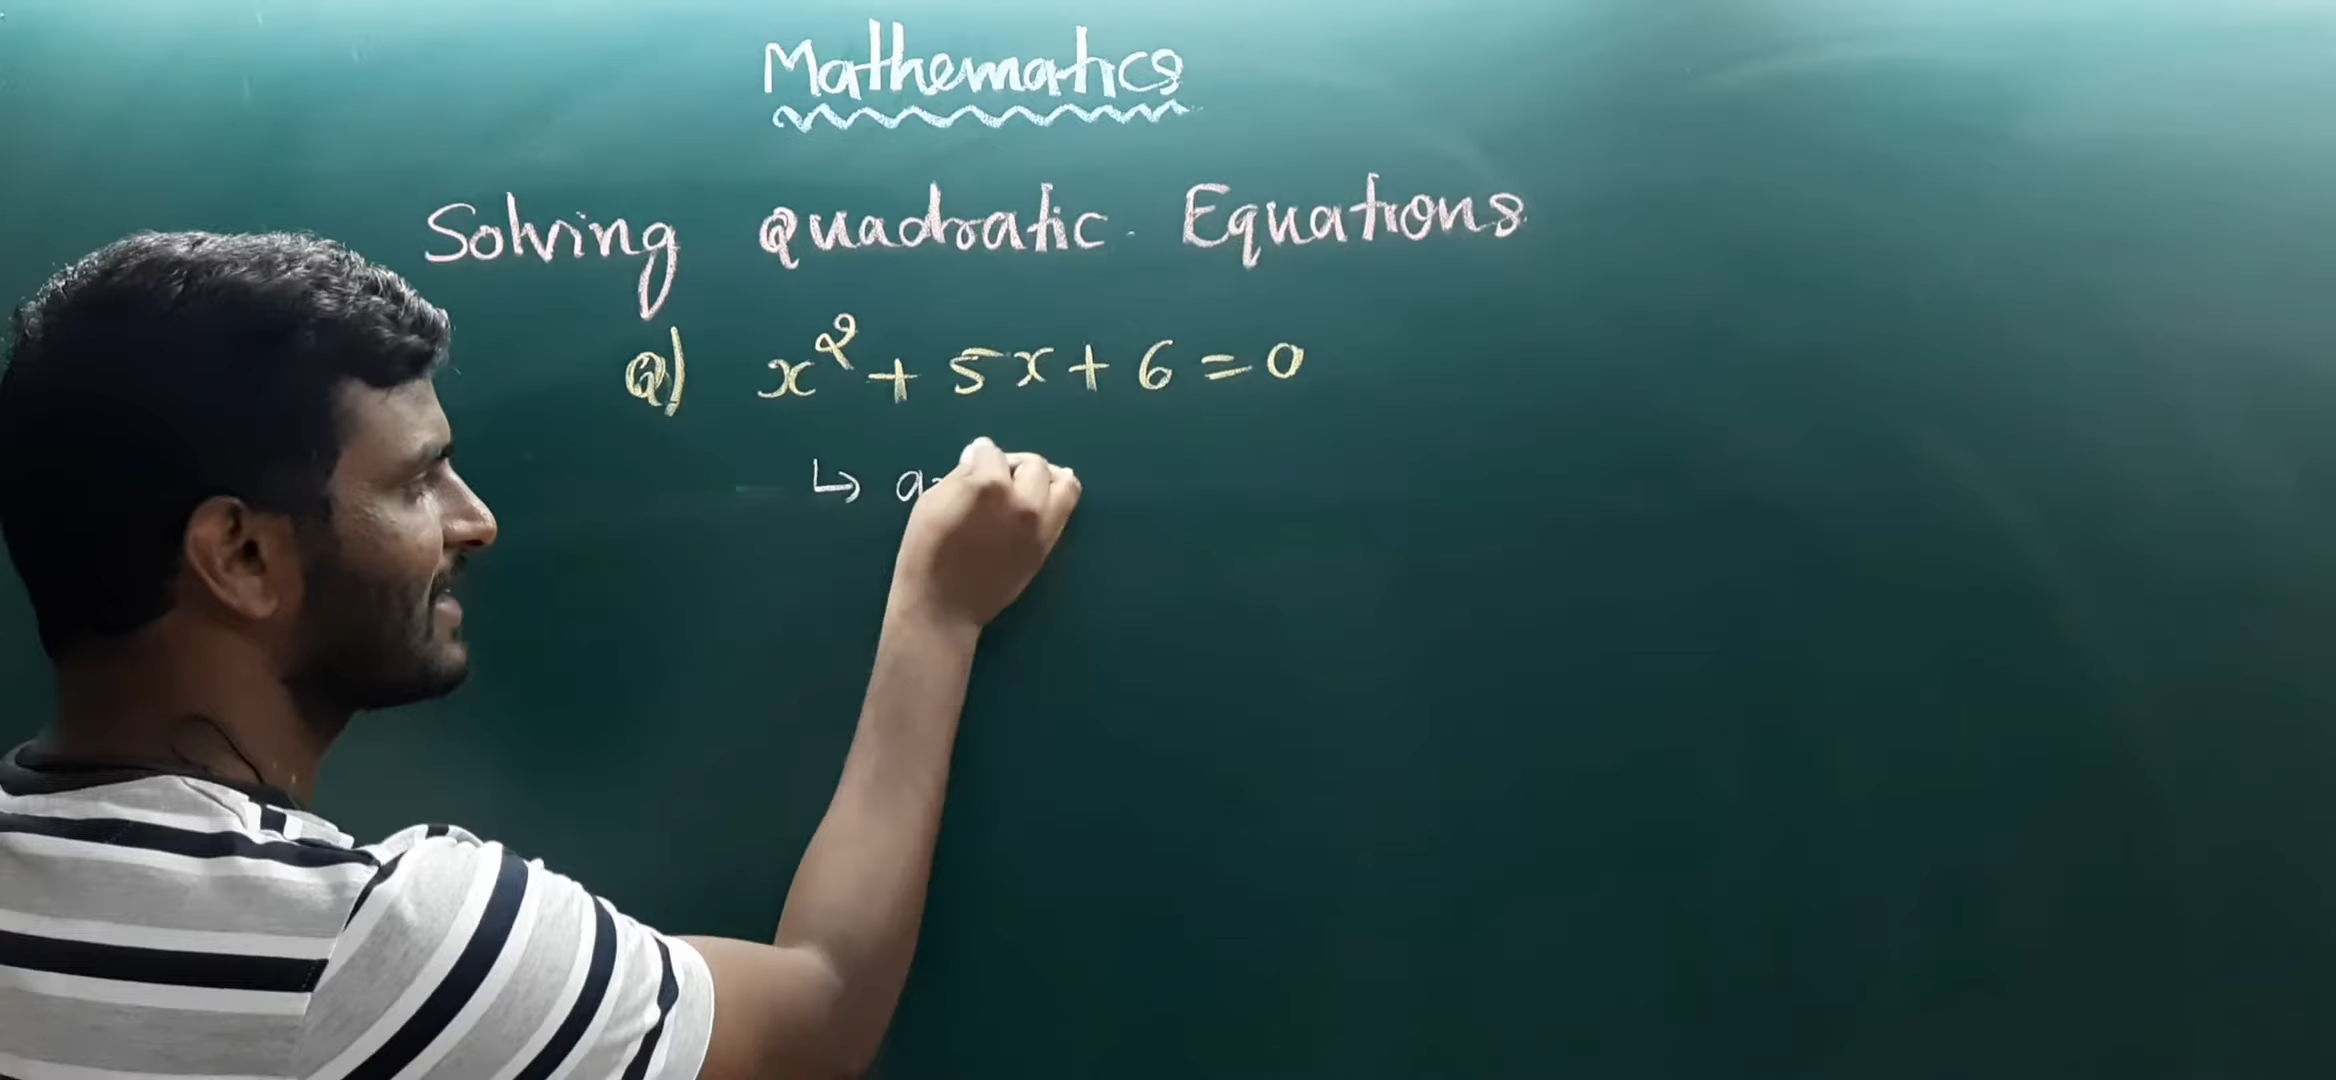 Mathematics
Solving Quadratic Equations
Q) x² + 5x + 6 = 0
↳ a